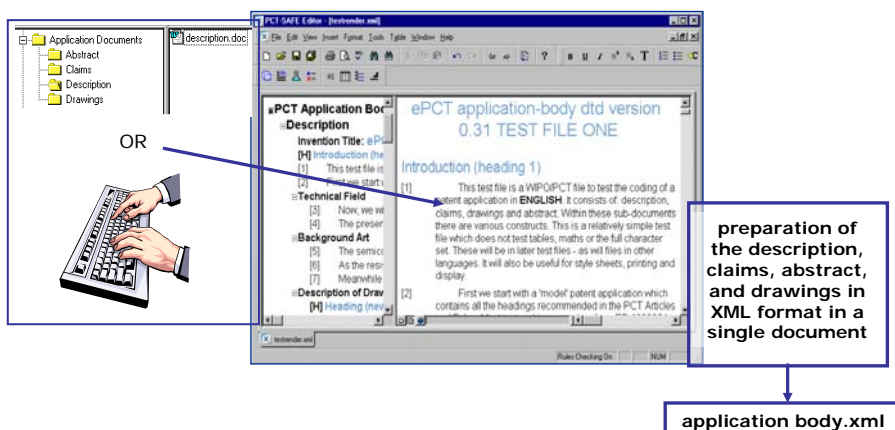 PCT-SAFE Editor - [testrender.xml]
File Edit View Insert Format Tools Table Window Help
Application Documents
Abstract
Claims
Description
Drawings
description.doc
OR
PCT Application Bod
Description
Invention Title: eP
[H] Introduction (he
[1] This test file is
[2] First we start
Technical Field
[3] Now, we wi
[4] The presen
Background Art
[5] The semic
[6] As the resi
[7] Meanwhile
Description of Draw
[H] Heading (new
ePCT application-body dtd version
0.31 TEST FILE ONE
Introduction (heading 1)
[1] This test file is a WIPO/PCT file to test the coding of a
patent application in ENGLISH. It consists of: description,
claims, drawings and abstract. Within these sub-documents
there are various constructs. This is a relatively simple test
file which does not test tables, maths or the full character
set. These will be in later test files - as will files in other
languages. It will also be useful for style sheets, printing and
display.
[2] First we start with a 'model' patent application which
contains all the headings recommended in the PCT Articles
testrender.xml
Rules Checking On
NUM
preparation of
the description,
claims, abstract,
and drawings in
XML format in a
single document
application body.xml